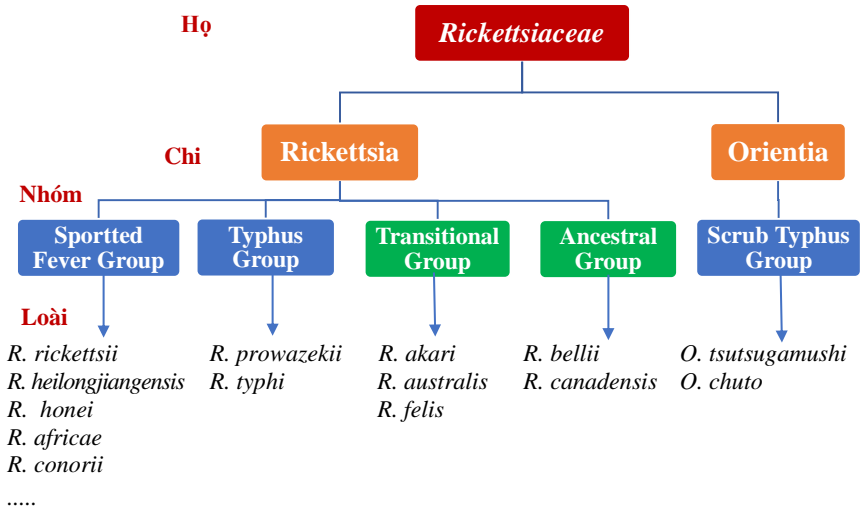 Họ
Rickettsiaceae
Chi
Rickettsia
Orientia
Nhóm
Sportted
Fever Group
Typhus
Group
Transitional
Group
Ancestral
Group
Scrub Typhus
Group
Loài
R. rickettsii
R. heilongjiangensis
R. honei
R. africae
R. conorii
.....
R. prowazekii
R. typhi
R. akari
R. australis
R. felis
R. bellii
R. canadensis
O. tsutsugamushi
O. chuto